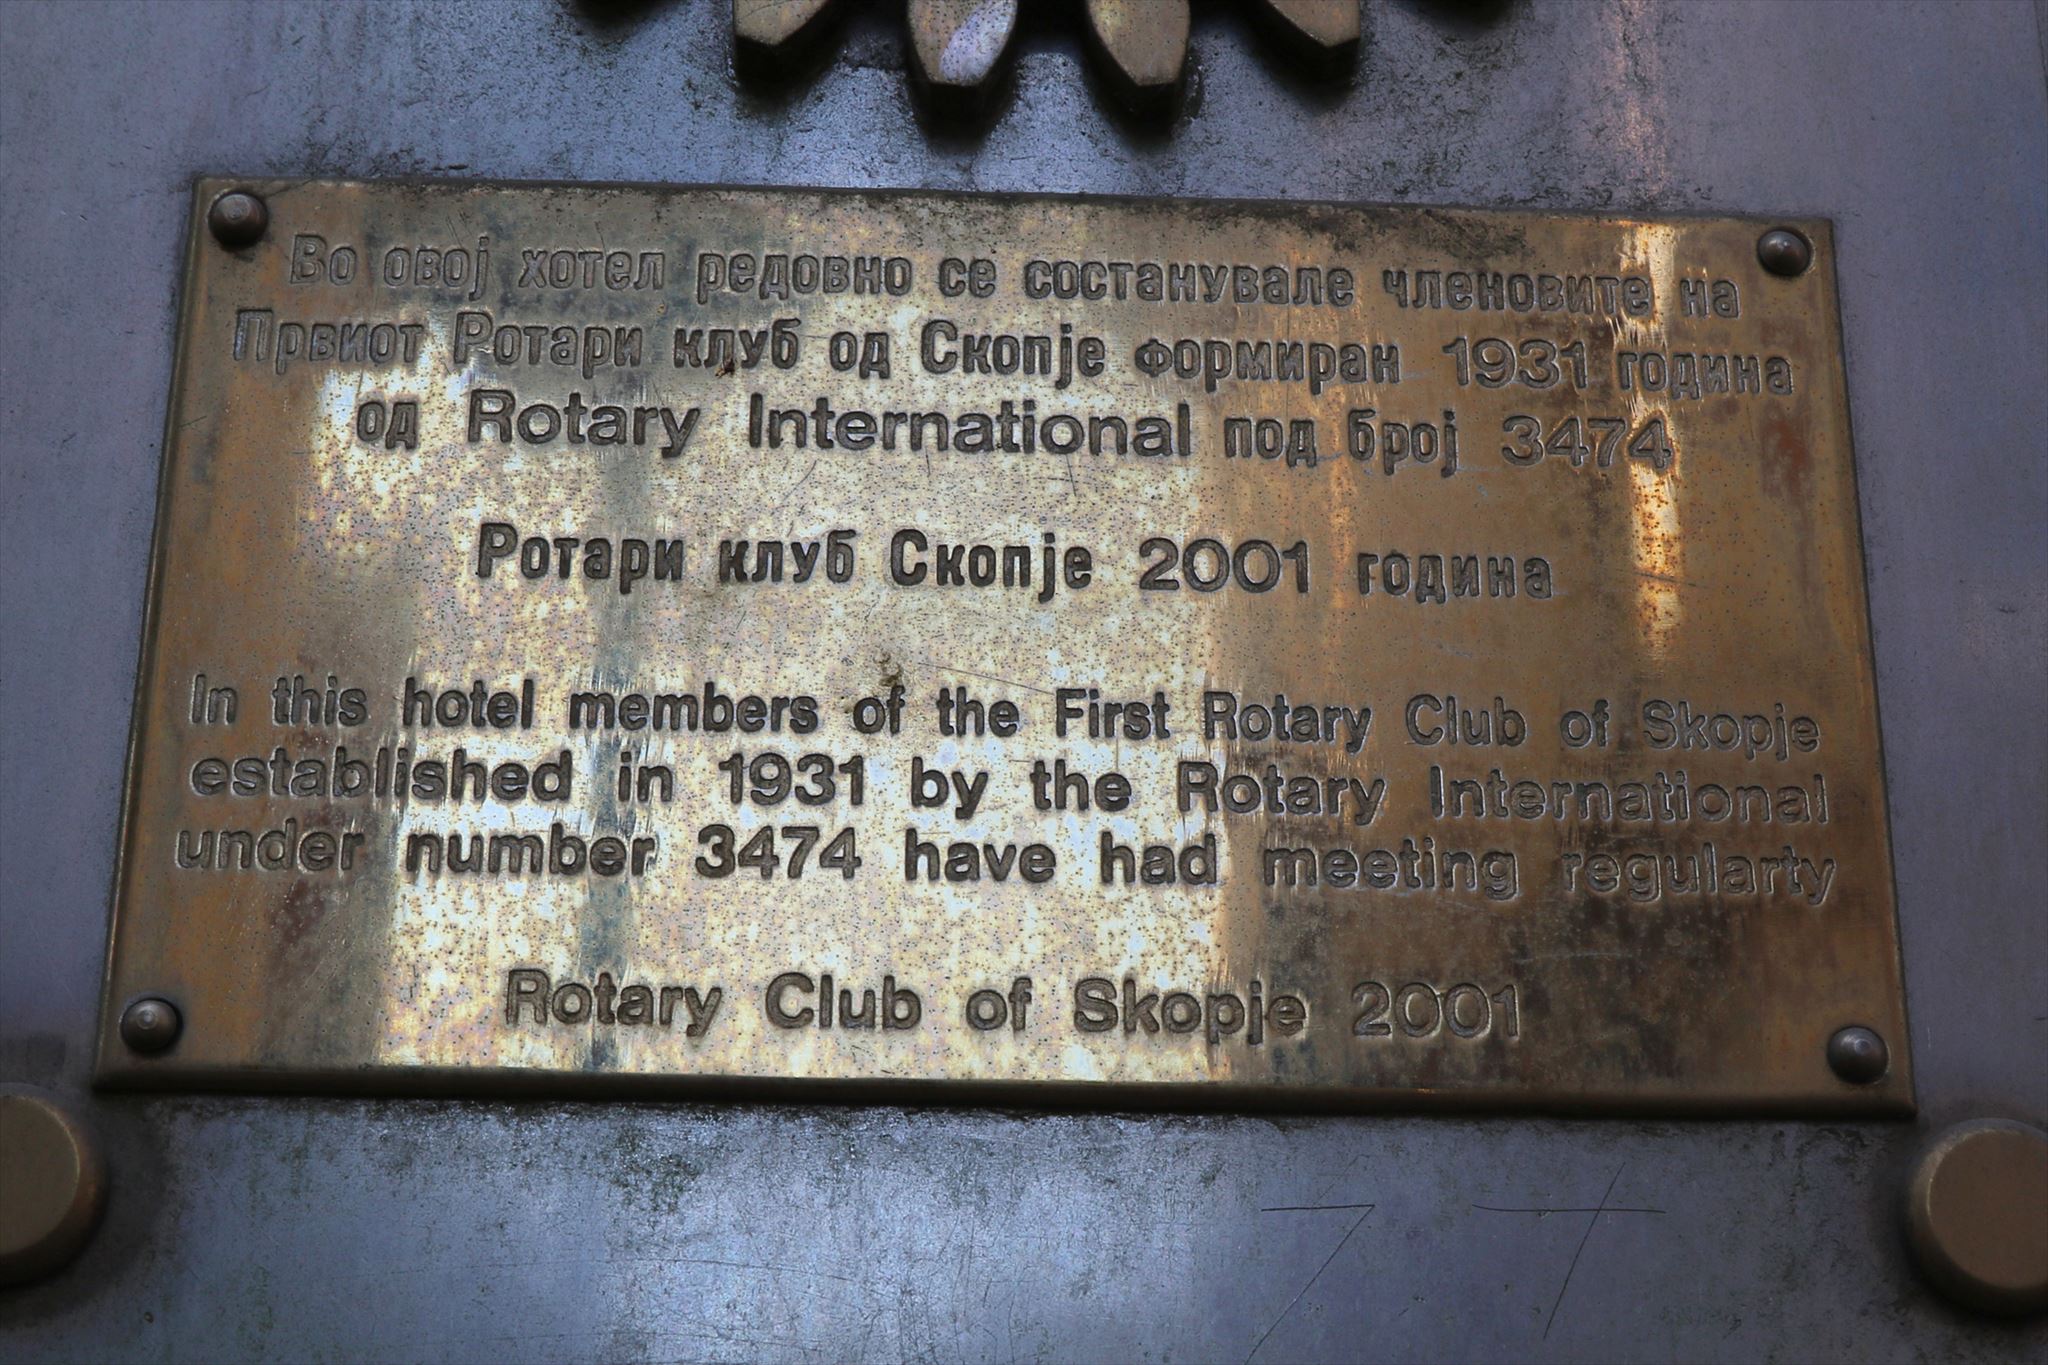 Во овој хотел редовно се состанувале членовите на
Првиот Ротари клуб од Скопје формиран 1931 година
од Rotary International под број 3474
Ротари клуб Скопје 2001 година
In this hotel members of the First Rotary Club of Skopje
established in 1931 by the Rotary International
under number 3474 have had meeting regularty
Rotary Club of Skopje 2001